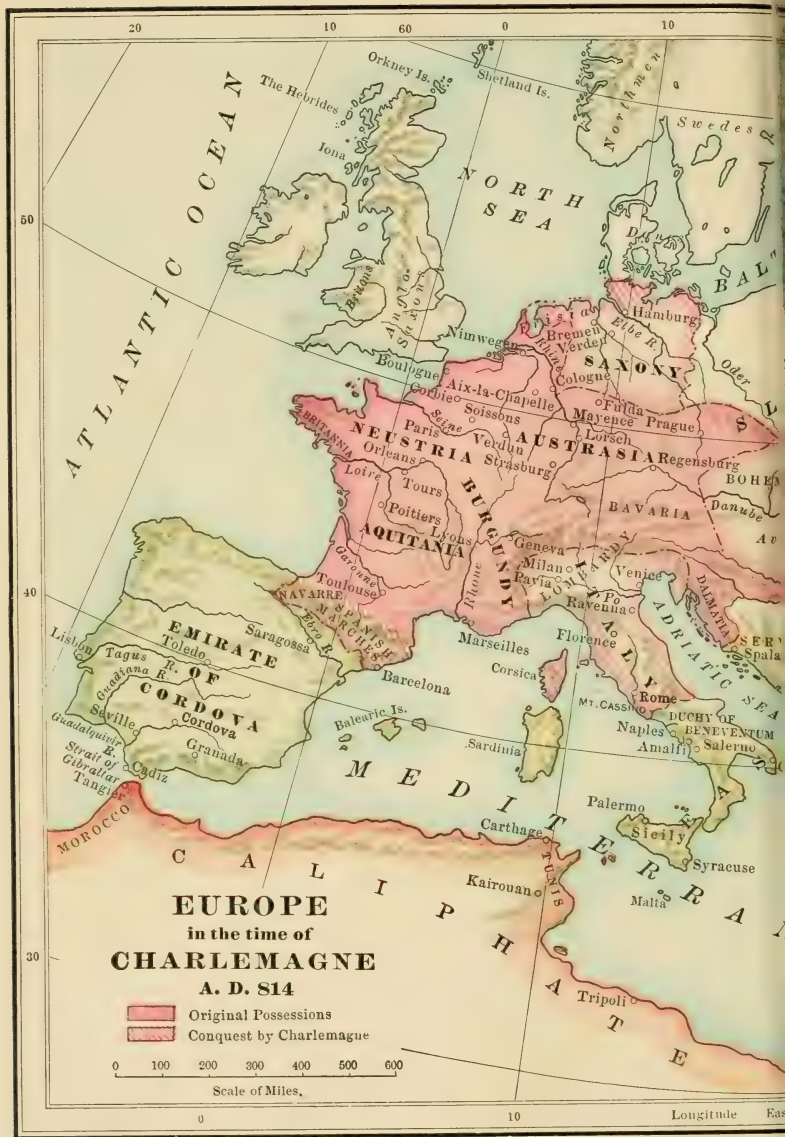 20
10
60
0
10
Orkney Is.
Shetland Is.
The Hebrides
Northmen
Swedes
Iona
ATLANTIC OCEAN
NORTH
SEA
50
D
BALT
Britons
Anglo-
Saxons
Frisia
Hamburg
Bremen
Nimwegen
Verde
Elbe R.
Rhine
SAXONY
Oder
Boulogne
Cologne
Aix-la-Chapelle
Corbie
Fulda
Soissons
Mayence
Prague
SL
BRITANNIA
Seine
Paris
Lorsch
NEUSTRIA
Verdun
AUSTRASIA
Regensburg
Orleans
Strasburg
BOHEM
Loire
Tours
BURGUNDY
BAVARIA
Danube
Poitiers
Av
Lyons
AQUITANIA
Geneva
Milan
LOMBARDY
Venice
Garonne
Pavia
Po
Toulouse
Rhone
Ravenna
NAVARRE
SPANISH
MARCHES
DALMATIA
40
Florence
ITALY
ADRIATIC SEA
SERV
Spala
Saragossa
Ebro R.
Marseilles
EMIRATE
Lisbon
Tagus R.
Toledo
OF
Corsica
Barcelona
Rome
Guadiana R.
CORDOVA
MT. CASSINO
DUCHY OF
BENEVENTUM
Seville
Cordova
Balearic Is.
Naples
Guadalquivir
R.
Amalfi
Salerno
Granada
Sardinia
Strait of
Gibraltar
Cadiz
Tangier
MEDITERRAN
Palermo
MOROCCO
Carthage
Sicily
Syracuse
TUNIS
CALIPHATE
Kairouan
Malta
EUROPE
in the time of
CHARLEMAGNE
A. D. 814
30
Tripoli
Original Possessions
Conquest by Charlemagne
0 100 200 300 400 500 600
Scale of Miles.
0
10
Longitude Eas